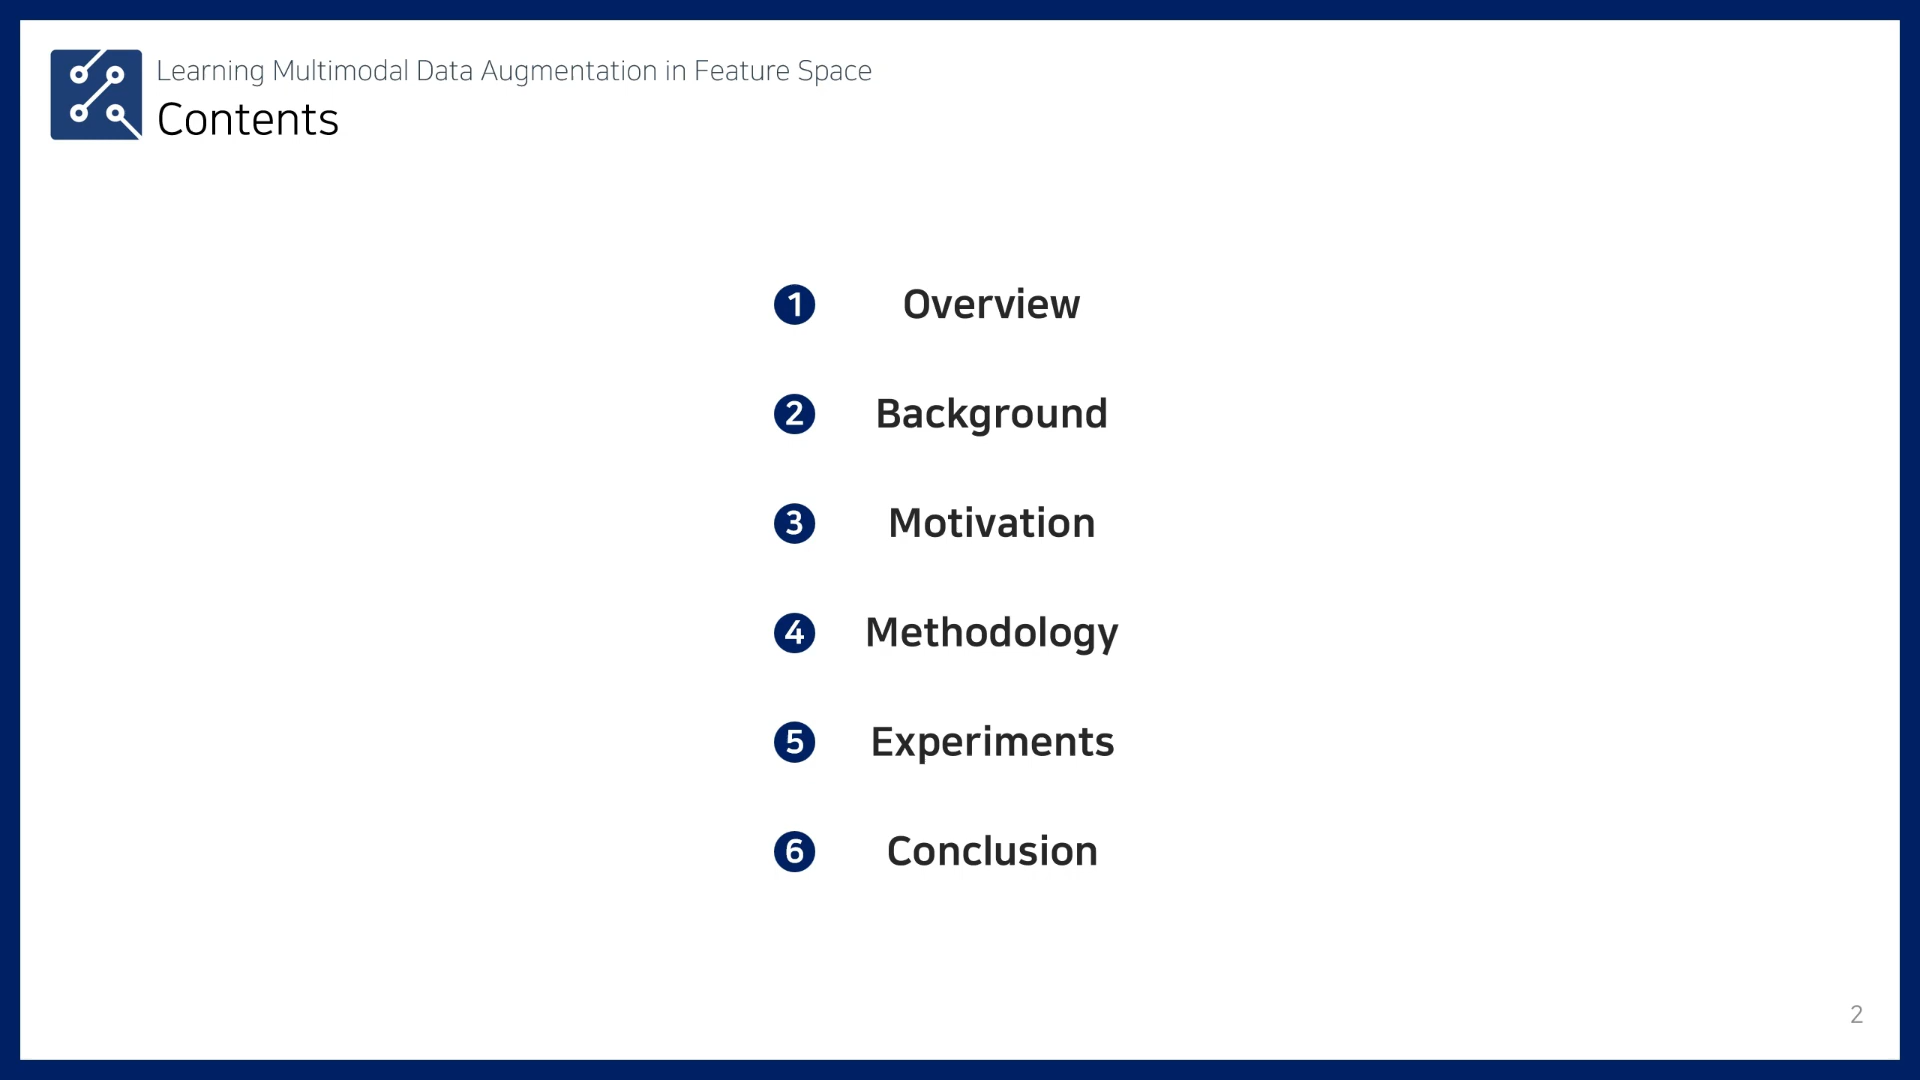 Learning Multimodal Data Augmentation in Feature Space
Contents
1 Overview
2 Background
3 Motivation
4 Methodology
5 Experiments
6 Conclusion
2